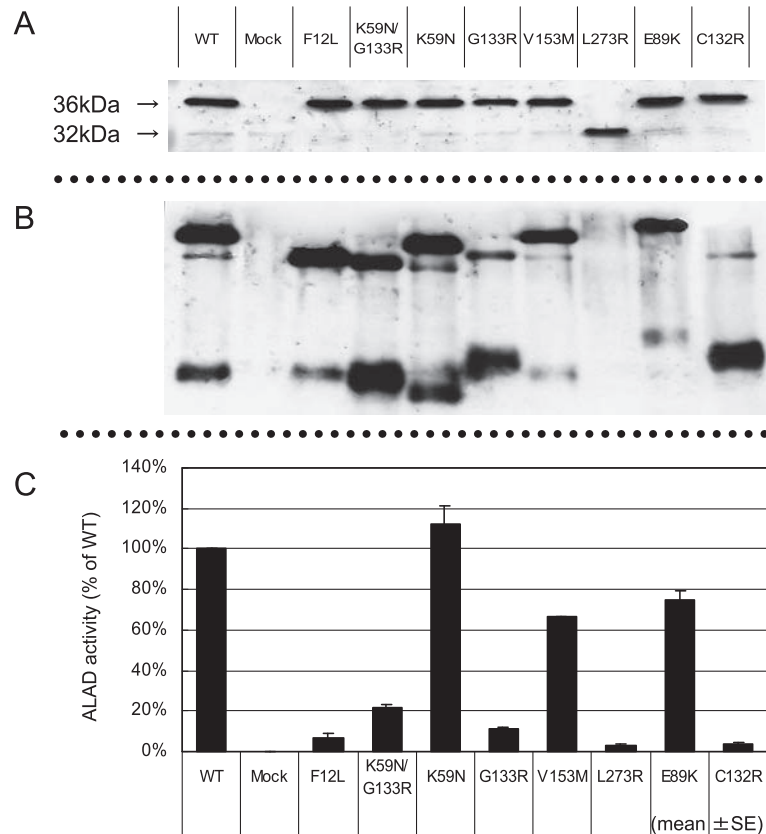 A
WT Mock F12L K59N/ G133R K59N G133R V153M L273R E89K C132R
36kDa →
32kDa →
B
C
ALAD activity (% of WT)
140%
120%
100%
80%
60%
40%
20%
0%
WT Mock F12L K59N/ G133R K59N G133R V153M L273R E89K C132R
(mean ±SE)